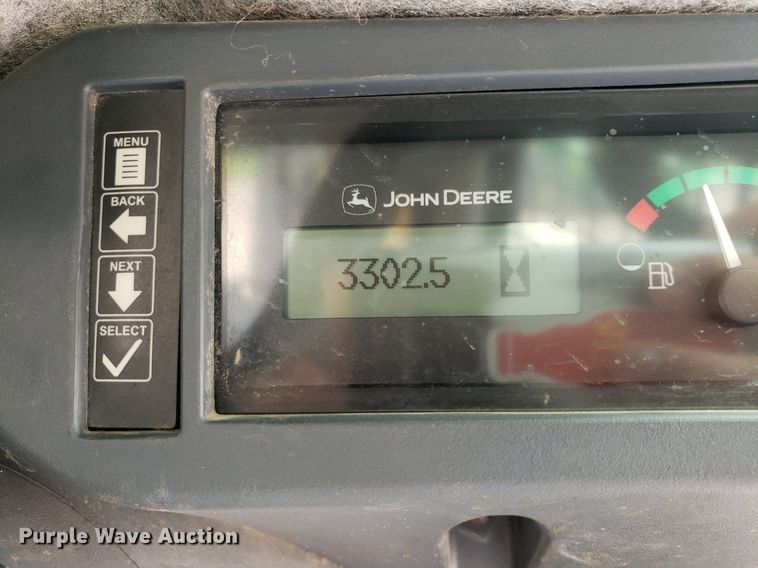 MENU
BACK
NEXT
SELECT
JOHN DEERE
3302.5
Purple Wave Auction